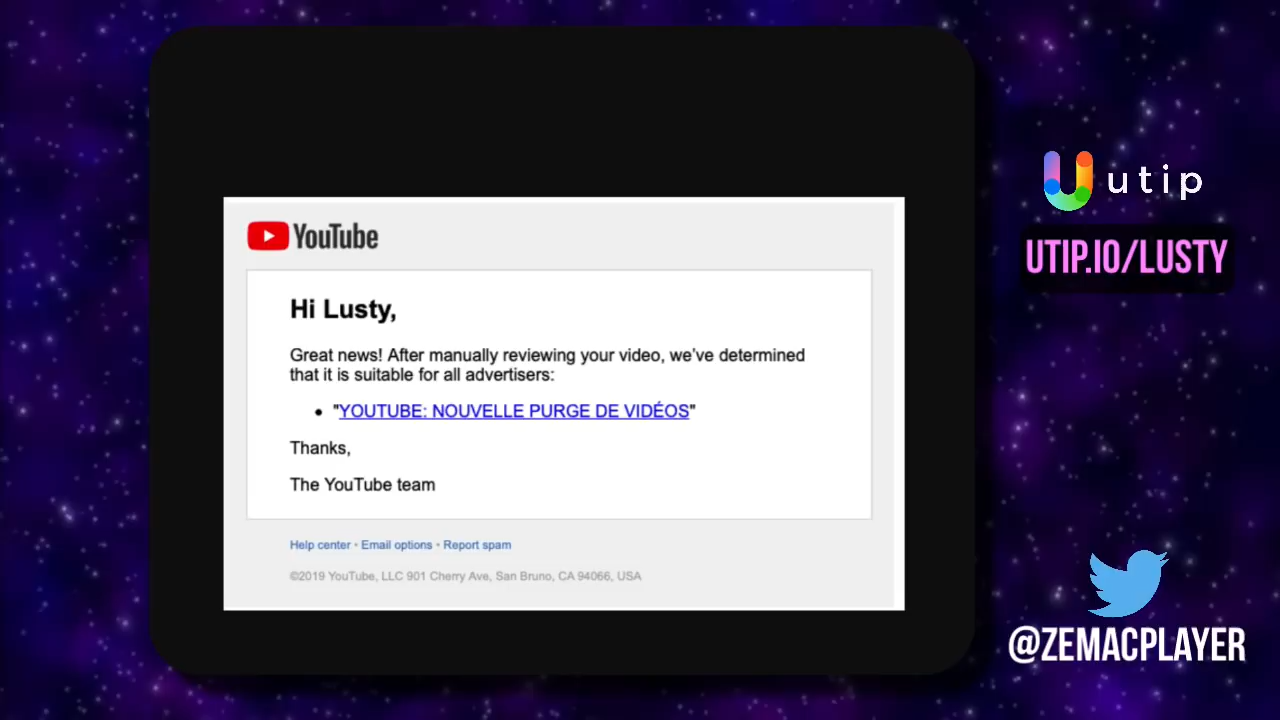 YouTube
Hi Lusty,
Great news! After manually reviewing your video, we've determined
that it is suitable for all advertisers:
• "YOUTUBE: NOUVELLE PURGE DE VIDÉOS"
Thanks,
The YouTube team
Help center • Email options • Report spam
©2019 YouTube, LLC 901 Cherry Ave, San Bruno, CA 94066, USA
utip
UTIP.IO/LUSTY
@ZEMACPLAYER